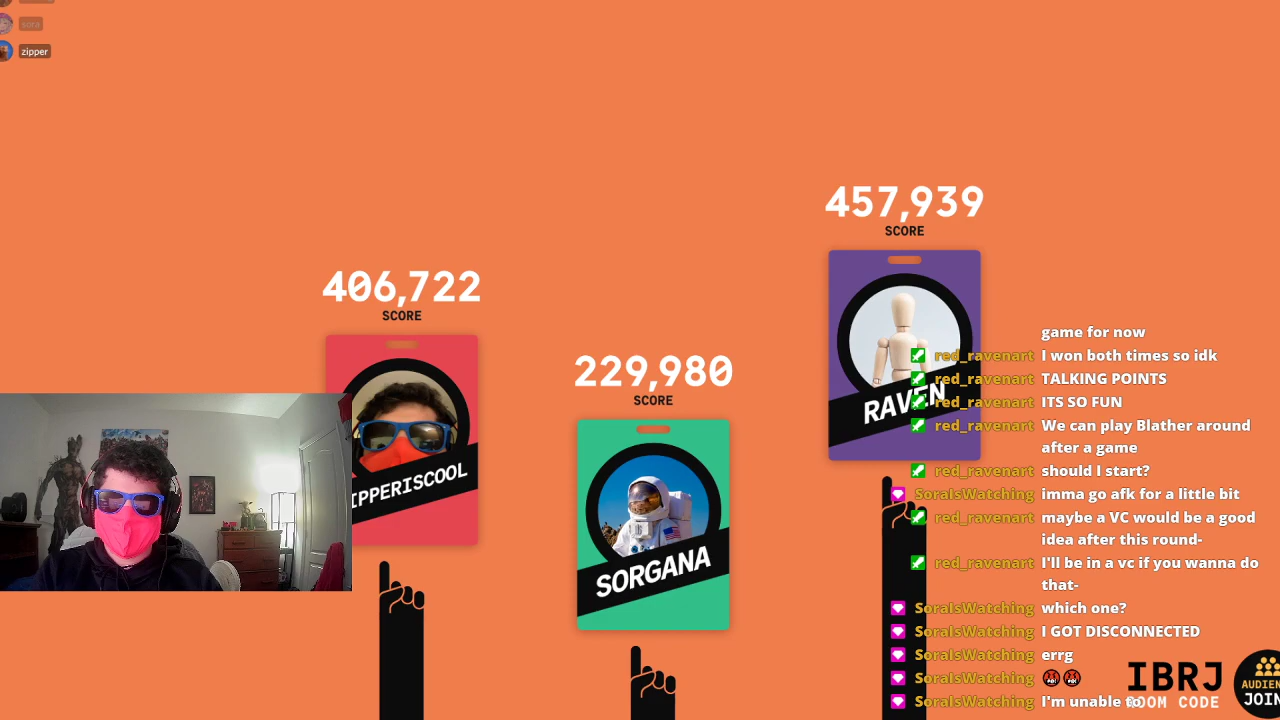 sora
zipper
457,939
SCORE
406,722
SCORE
229,980
SCORE
RAVEN
IPPERISCOOL
SORGANA
game for now
red_ravenart I won both times so idk
red_ravenart TALKING POINTS
red_ravenart ITS SO FUN
red_ravenart We can play Blather around
after a game
red_ravenart should I start?
SoraIsWatching imma go afk for a little bit
red_ravenart maybe a VC would be a good
idea after this round-
red_ravenart I'll be in a vc if you wanna do
that-
SoraIsWatching which one?
SoraIsWatching I GOT DISCONNECTED
SoraIsWatching errg
SoraIsWatching
SoraIsWatching I'm unable to
IBRJ
ROOM CODE
AUDIEN
JOIN